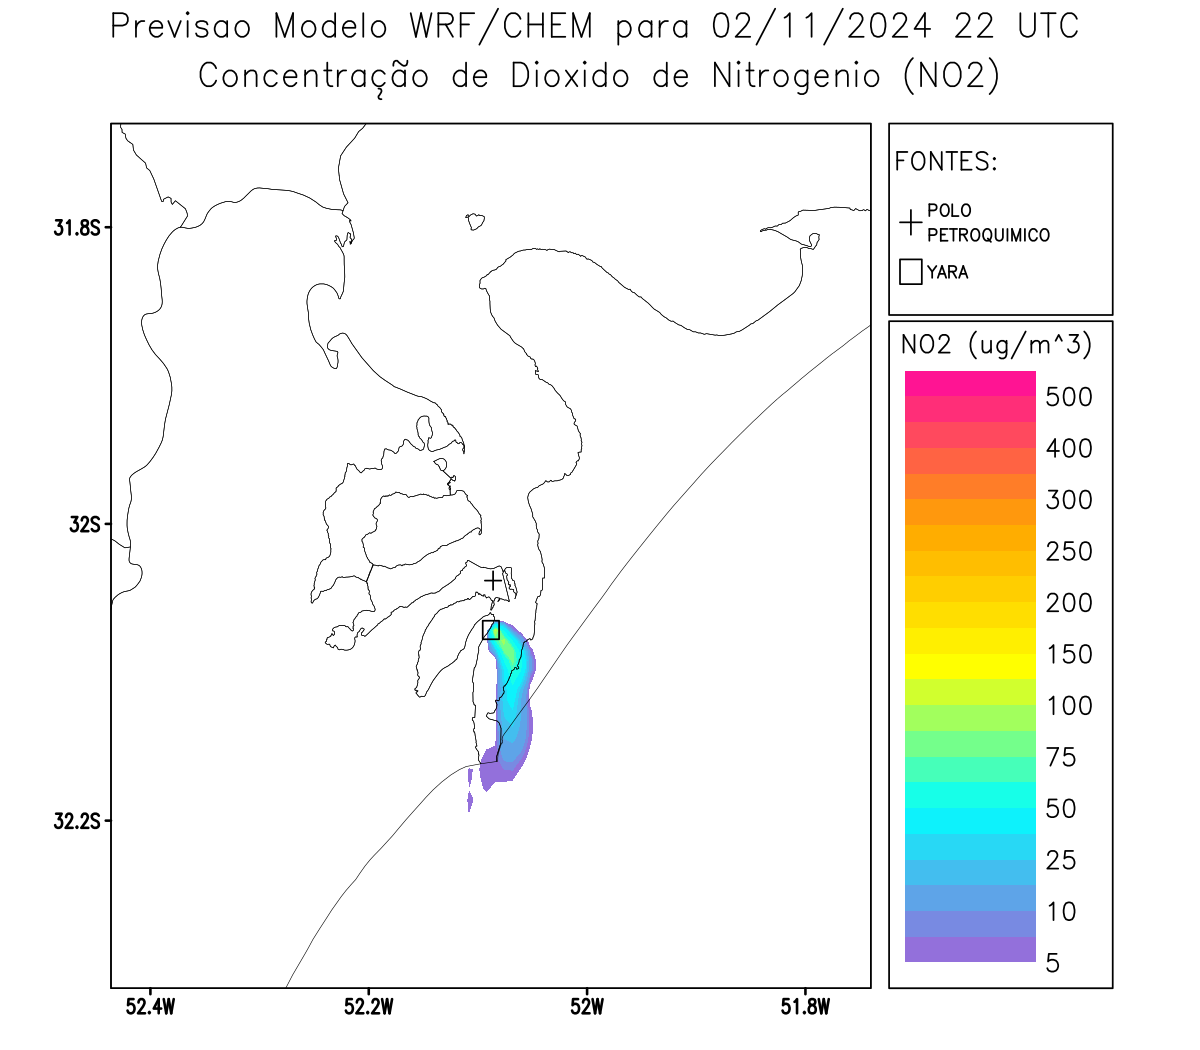 Previsao Modelo WRF/CHEM para 02/11/2024 22 UTC
Concentração de Dioxido de Nitrogenio (NO2)
FONTES:
POLO
PETROQUIMICO
YARA
NO2 (ug/m^3)
500
400
300
250
200
150
100
75
50
25
10
5
31.8S
32S
32.2S
52.4W
52.2W
52W
51.8W